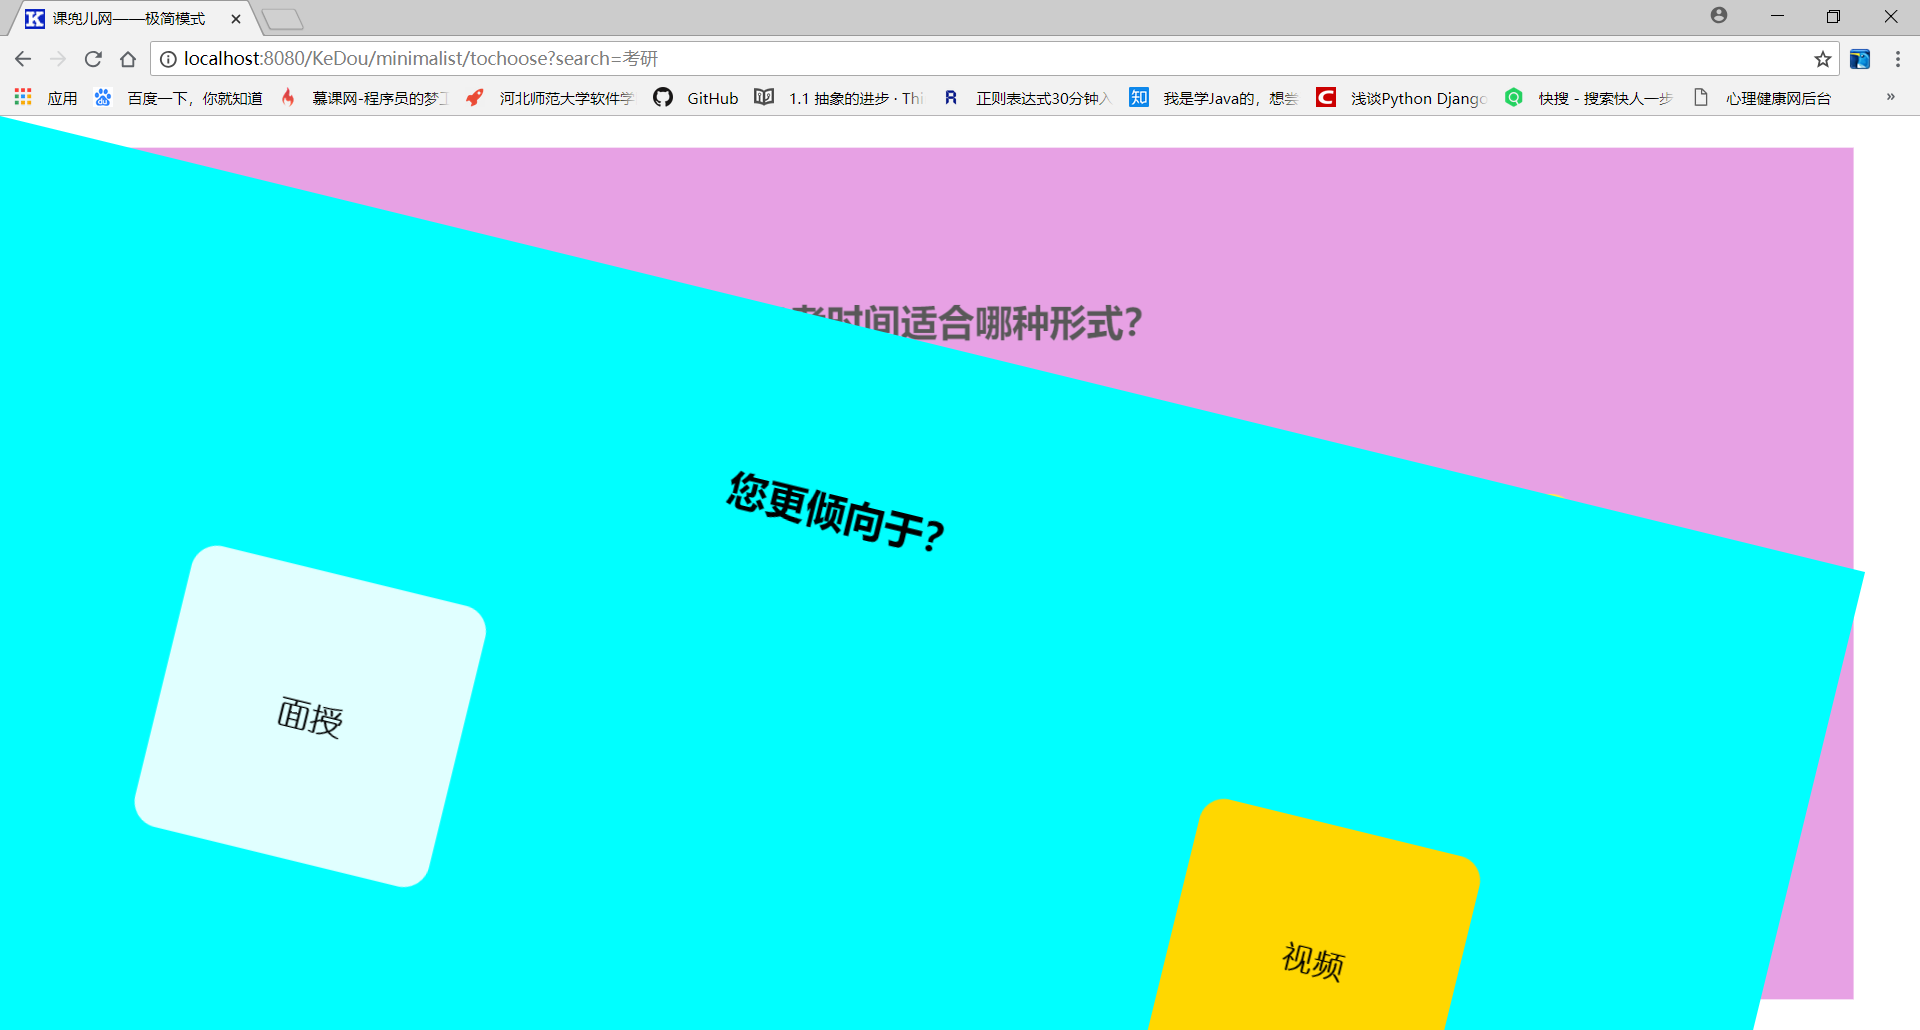 课兜儿网——极简模式
localhost:8080/KeDou/minimalist/tochoose?search=考研
应用
百度一下，你就知道
慕课网-程序员的梦工
河北师范大学软件学
GitHub
1.1 抽象的进步 · Thi
R
正则表达式30分钟入
知
我是学Java的，想尝
C
浅谈Python Django
快搜 - 搜索快人一步
心理健康网后台
»
时间适合哪种形式？
您更倾向于？
面授
视频